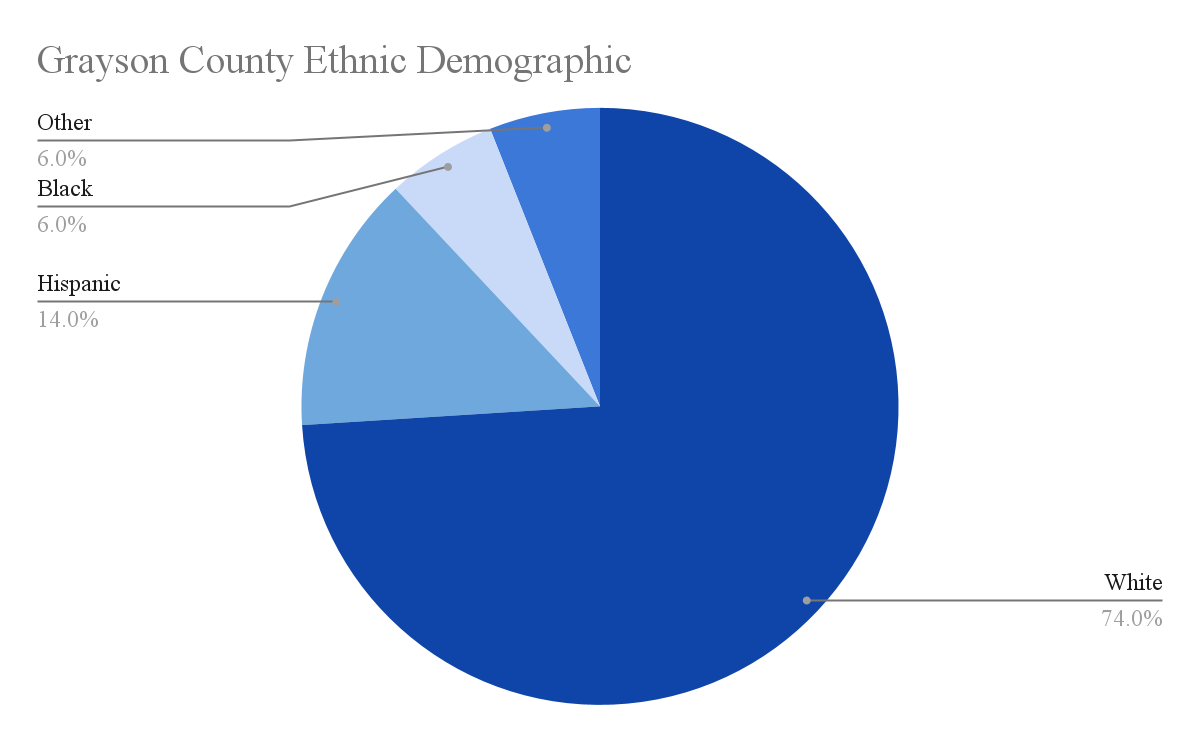 Grayson County Ethnic Demographic
Other
6.0%
Black
6.0%
Hispanic
14.0%
White
74.0%